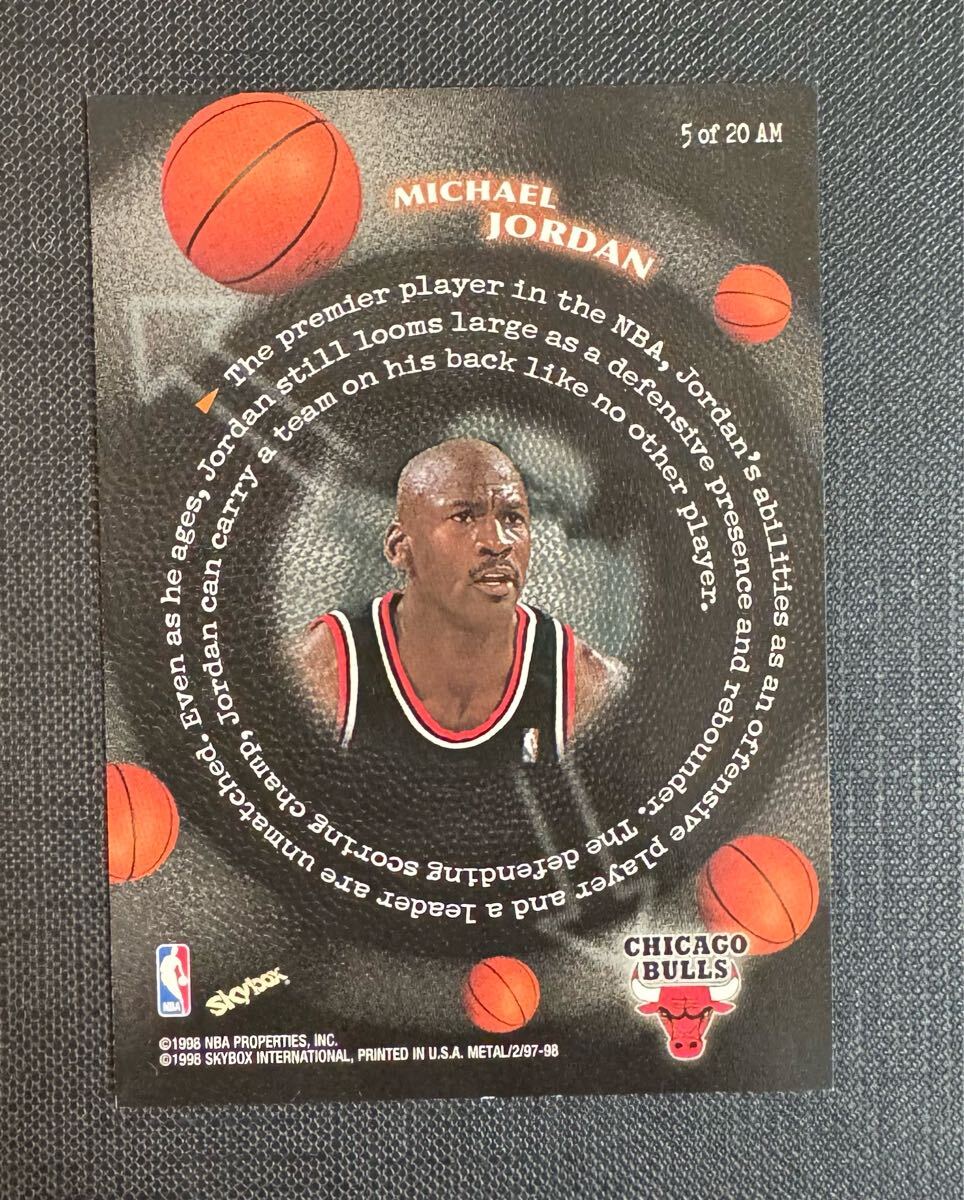 5 of 20 AM
MICHAEL
JORDAN
The premier player in the NBA, Jordan's abilities as an offensive player and a leader are unmatched. Even as he ages, Jordan still looms large as a defensive presence and rebounder. The defending scoring champ, Jordan can carry a team on his back like no other player.
CHICAGO
BULLS
NBA
Skybox
©1998 NBA PROPERTIES, INC.
©1998 SKYBOX INTERNATIONAL, PRINTED IN U.S.A. METAL/2/97-98